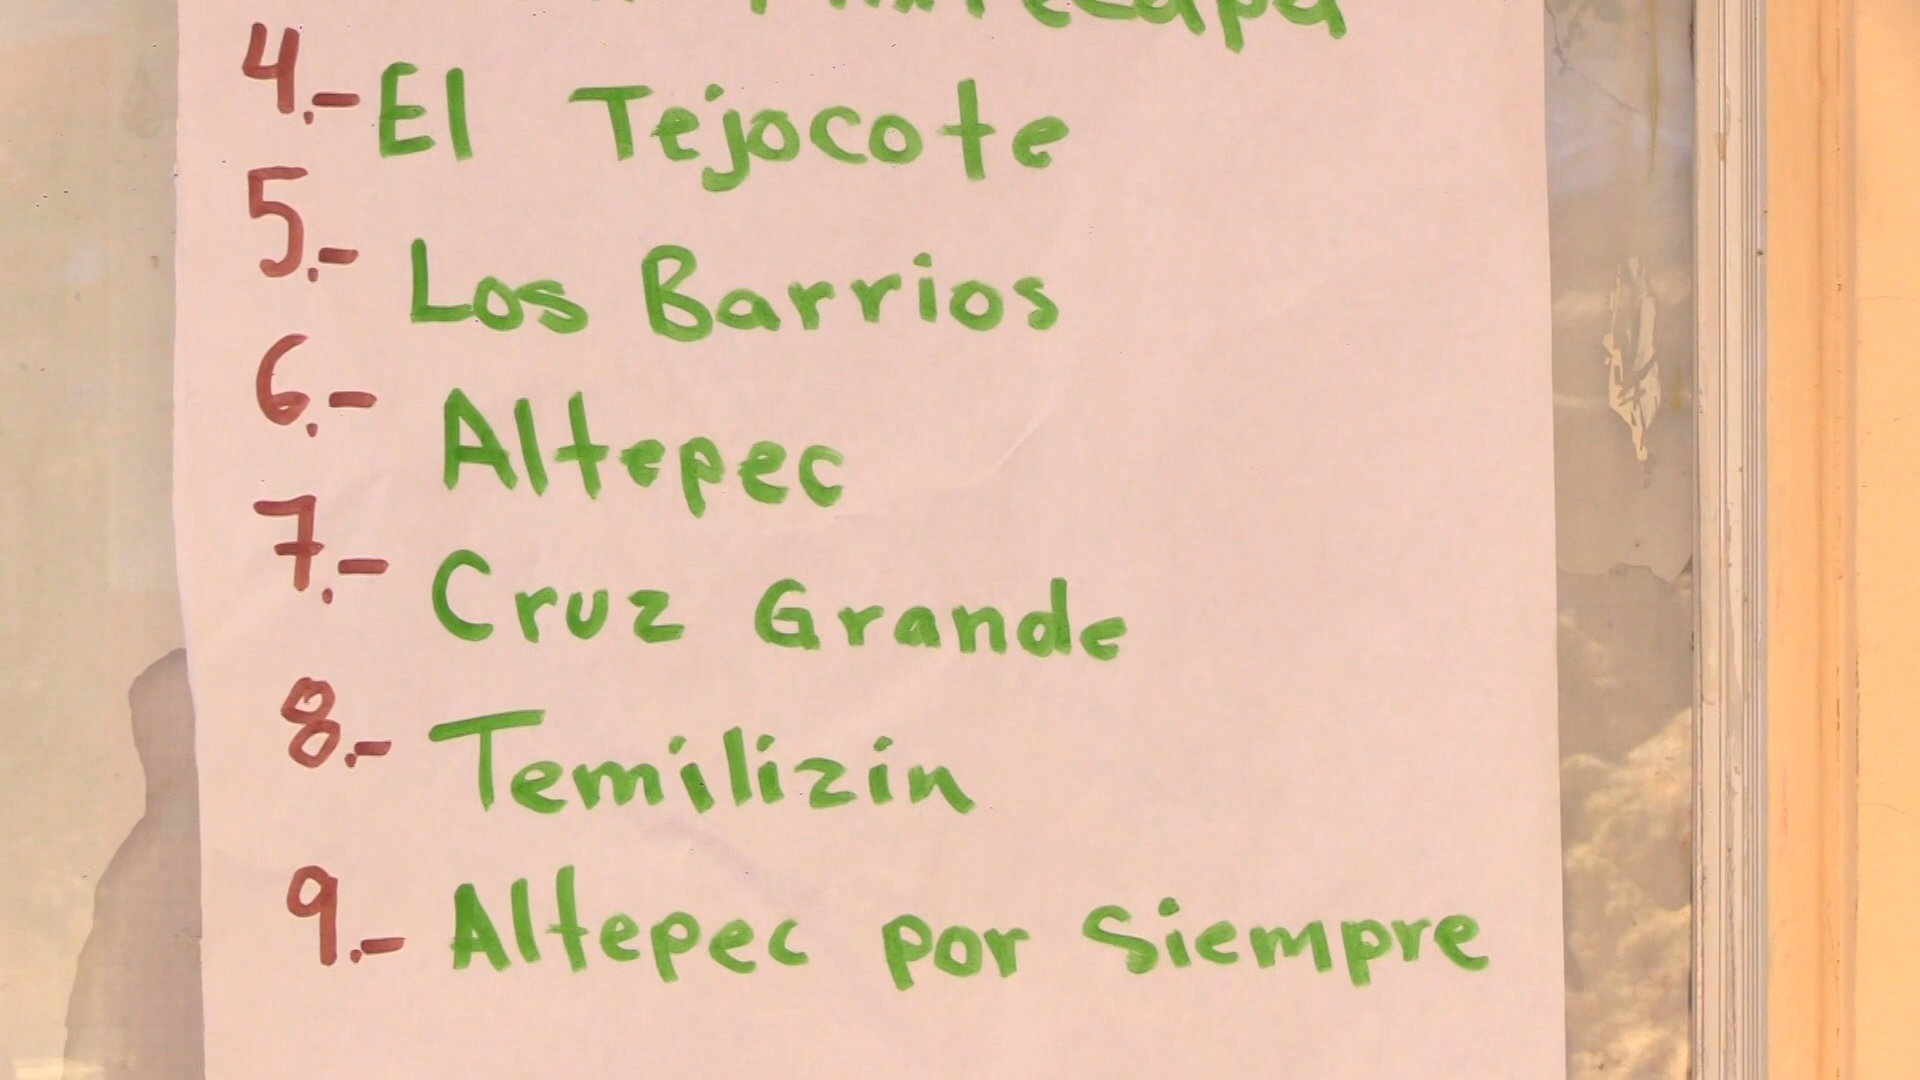 4.- El Tejocote
5.- Los Barrios
6.- Altepec
7.- Cruz Grande
8.- Temilizin
9.- Altepec por Siempre